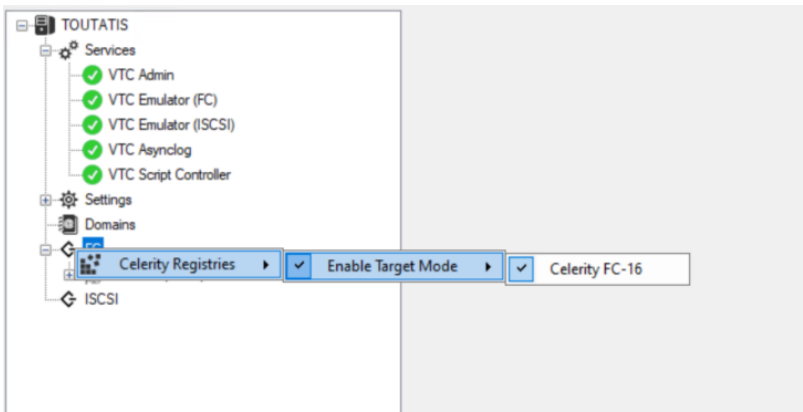 TOUTATIS
Services
VTC Admin
VTC Emulator (FC)
VTC Emulator (ISCSI)
VTC Asynclog
VTC Script Controller
Settings
Domains
FC
Celerity Registries
Enable Target Mode
Celerity FC-16
ISCSI